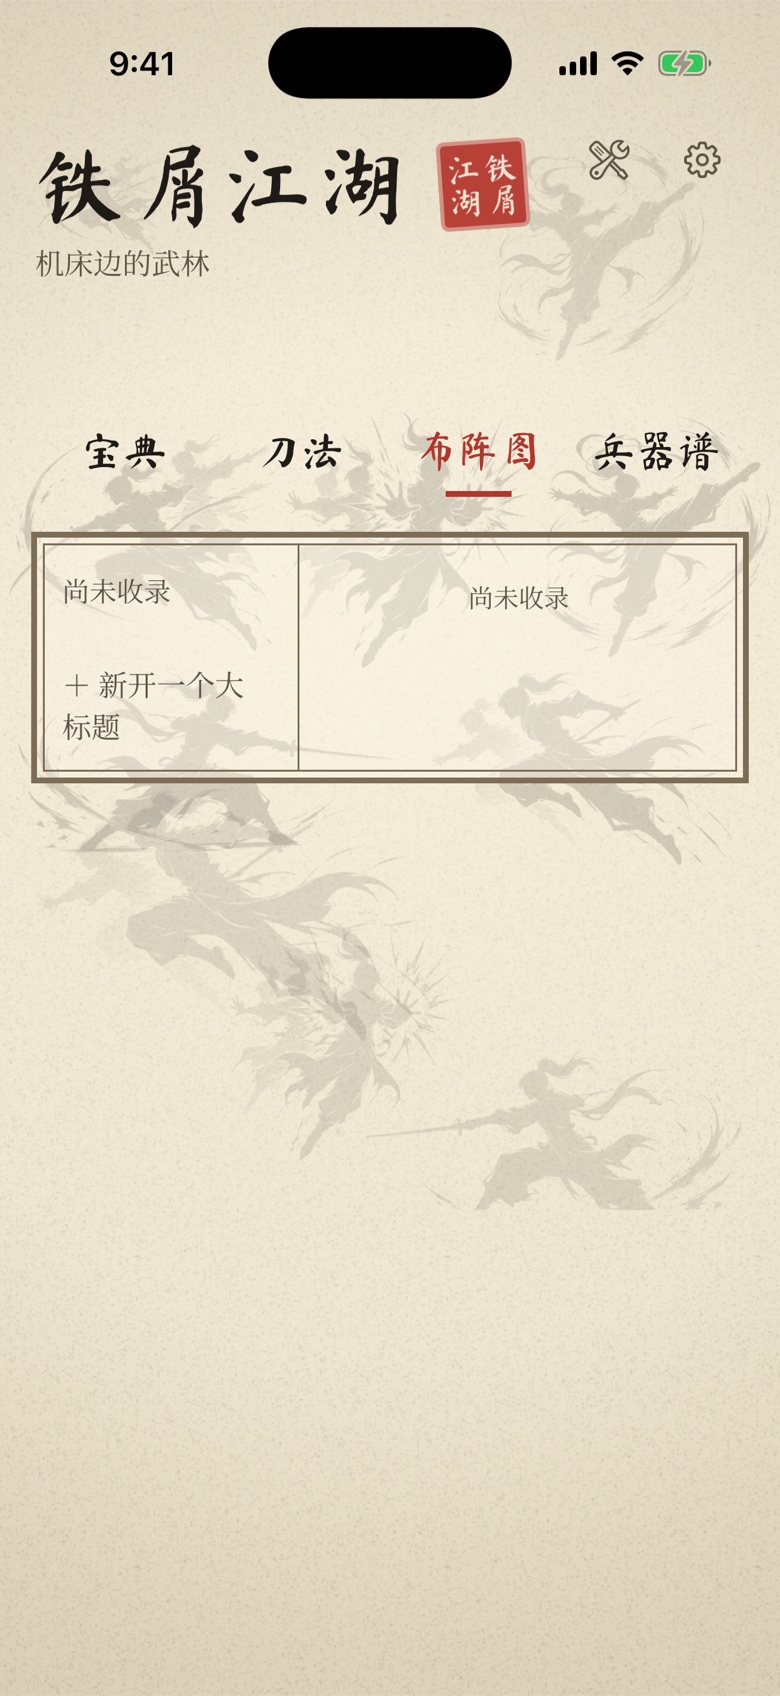 9:41
铁屑江湖
铁屑
江湖
机床边的武林
宝典
刀法
布阵图
兵器谱
尚未收录
＋ 新开一个大
标题
尚未收录